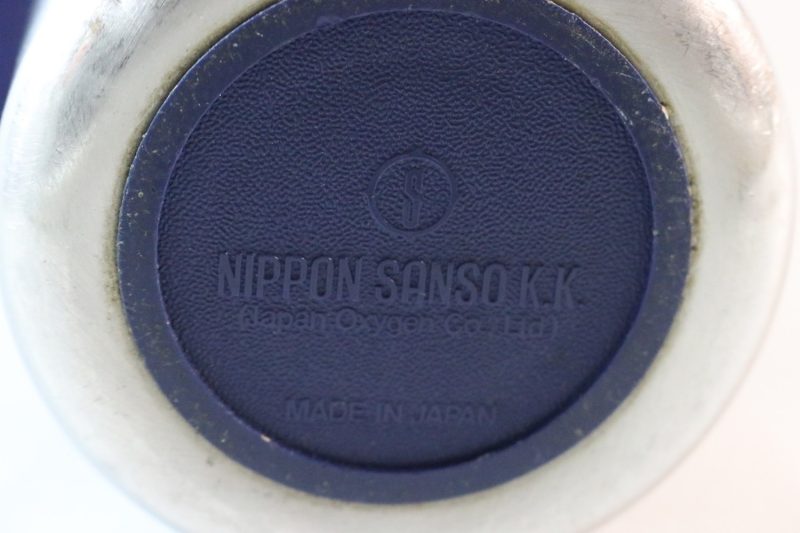 NIPPON SANSO K.K.
(Japan Oxygen Co., Ltd)
MADE IN JAPAN